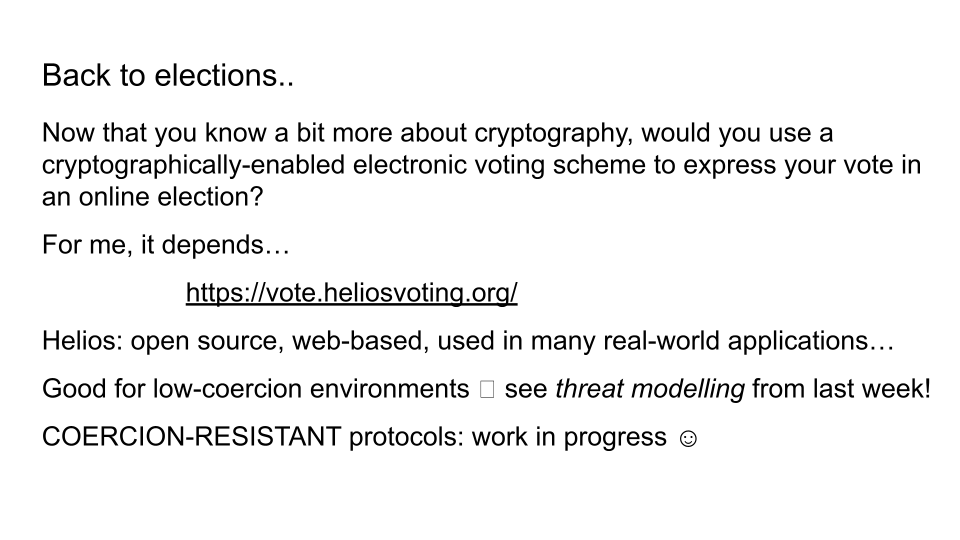 Back to elections..
Now that you know a bit more about cryptography, would you use a
cryptographically-enabled electronic voting scheme to express your vote in
an online election?
For me, it depends…
https://vote.heliosvoting.org/
Helios: open source, web-based, used in many real-world applications…
Good for low-coercion environments  see threat modelling from last week!
COERCION-RESISTANT protocols: work in progress ☺